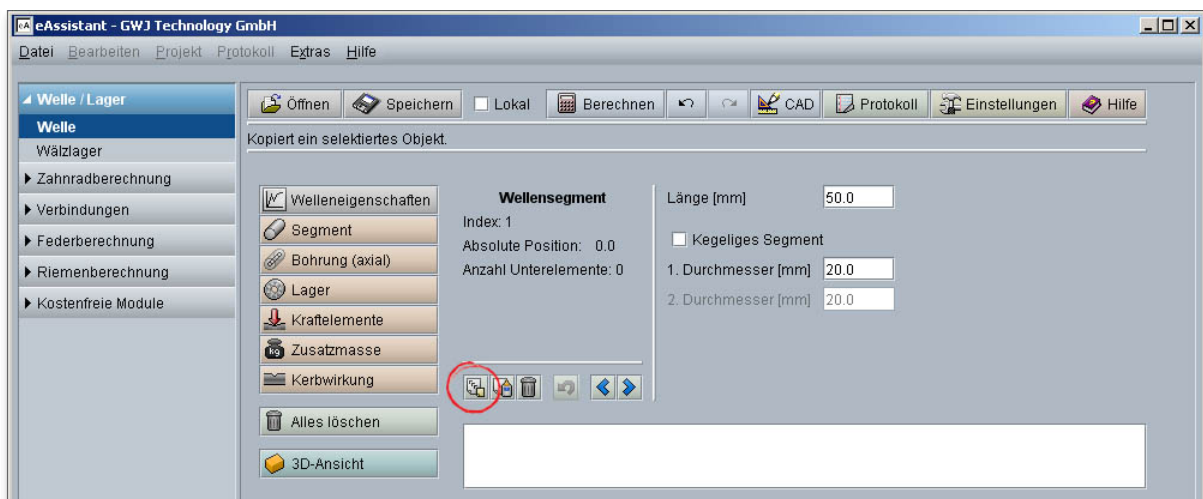 eAssistant - GWJ Technology GmbH
Datei Bearbeiten Projekt Protokoll Extras Hilfe
Welle / Lager
Welle
Wälzlager
Zahnradberechnung
Verbindungen
Federberechnung
Riemenberechnung
Kostenfreie Module
Öffnen Speichern Lokal Berechnen CAD Protokoll Einstellungen Hilfe
Kopiert ein selektiertes Objekt.
Welleneigenschaften
Segment
Bohrung (axial)
Lager
Kraftelemente
kg Zusatzmasse
Kerbwirkung
Alles löschen
3D-Ansicht
Wellensegment
Index: 1
Absolute Position: 0.0
Anzahl Unterelemente: 0
Länge [mm] 50.0
Kegeliges Segment
1. Durchmesser [mm] 20.0
2. Durchmesser [mm] 20.0